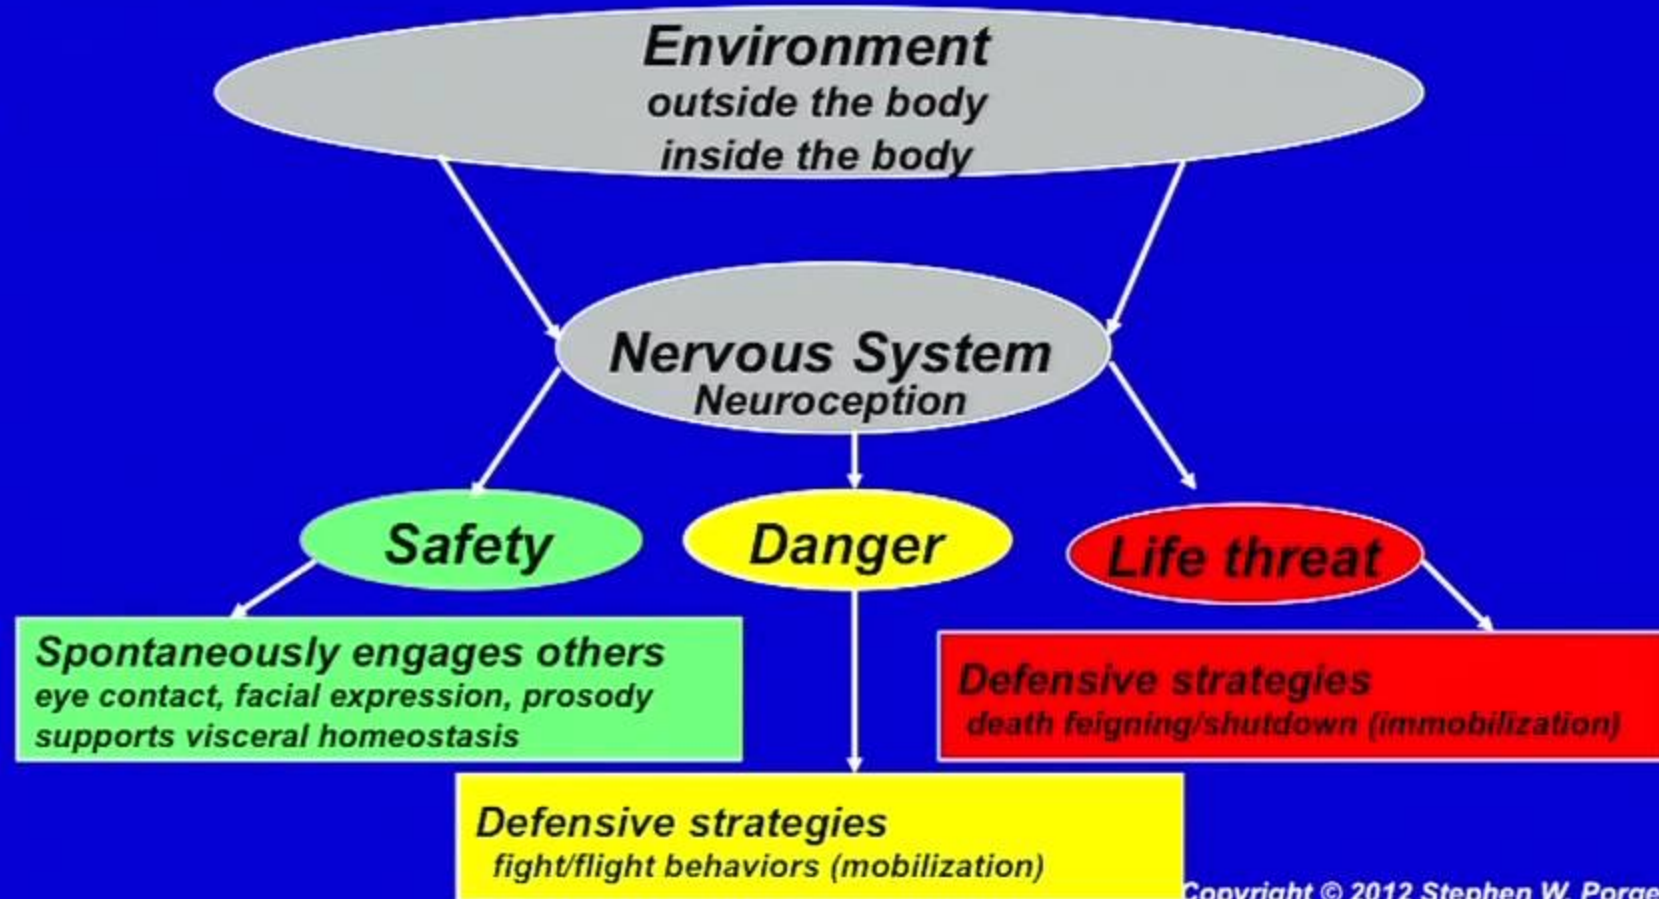 Environment
outside the body
inside the body
Nervous System
Neuroception
Safety
Danger
Life threat
Spontaneously engages others
eye contact, facial expression, prosody
supports visceral homeostasis
Defensive strategies
death feigning/shutdown (immobilization)
Defensive strategies
fight/flight behaviors (mobilization)
Copyright © 2012 Stephen W. Porge